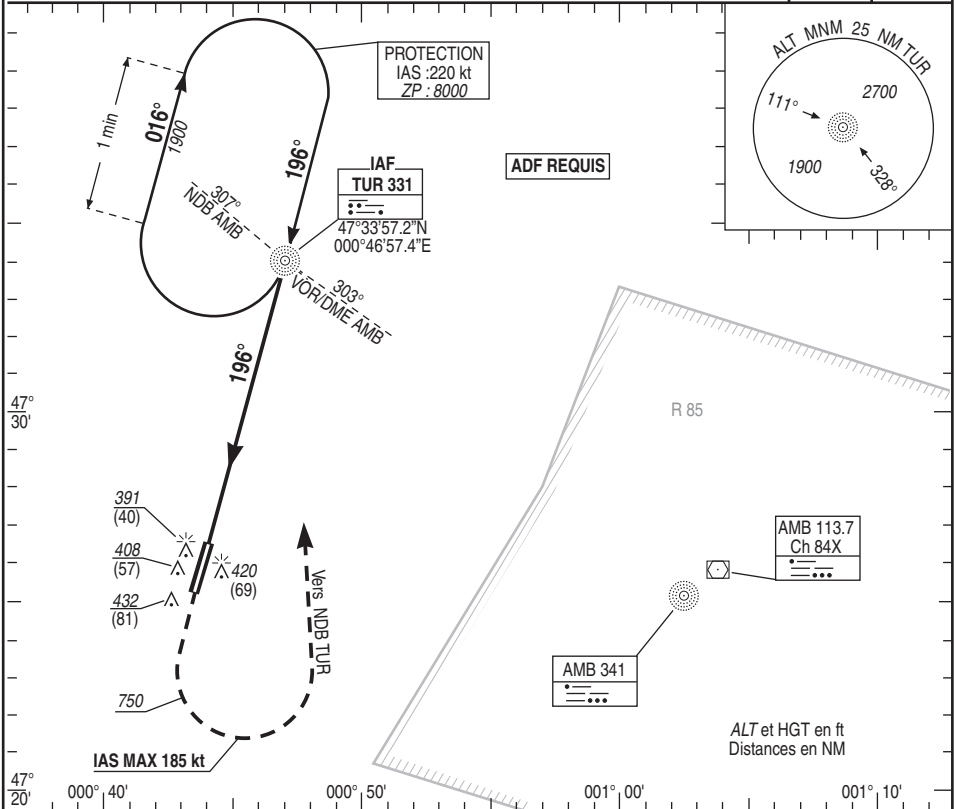 PROTECTION
IAS :220 kt
ZP : 8000
ALT MNM 25 NM TUR
2700
111°
1900
328°
1 min
016°
1900
196°
IAF
TUR 331
47°33'57.2"N
000°46'57.4"E
ADF REQUIS
307°
NDB AMB
303°
VOR/DME AMB
196°
47°
30'
R 85
391
(40)
408
(57)
420
(69)
432
(81)
Vers NDB TUR
AMB 113.7
Ch 84X
AMB 341
750
IAS MAX 185 kt
ALT et HGT en ft
Distances en NM
47°
20'
000°40'
000°50'
001°00'
001°10'